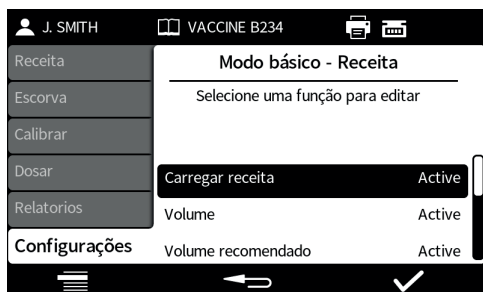 J. SMITH
VACCINE B234
Receita
Escorva
Calibrar
Dosar
Relatorios
Configurações
Modo básico - Receita
Selecione uma função para editar
Carregar receita Active
Volume Active
Volume recomendado Active